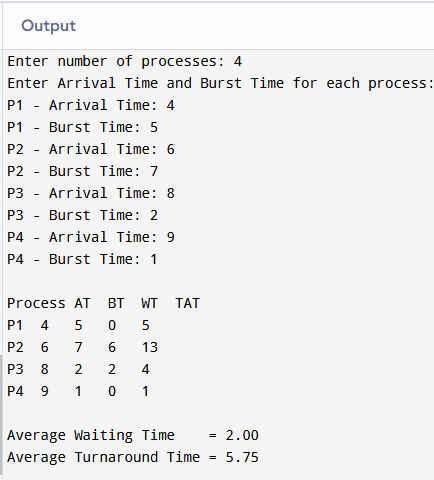 Output
Enter number of processes: 4
Enter Arrival Time and Burst Time for each process:
P1 - Arrival Time: 4
P1 - Burst Time: 5
P2 - Arrival Time: 6
P2 - Burst Time: 7
P3 - Arrival Time: 8
P3 - Burst Time: 2
P4 - Arrival Time: 9
P4 - Burst Time: 1
Process AT BT WT TAT
P1 4 5 0 5
P2 6 7 6 13
P3 8 2 2 4
P4 9 1 0 1
Average Waiting Time = 2.00
Average Turnaround Time = 5.75